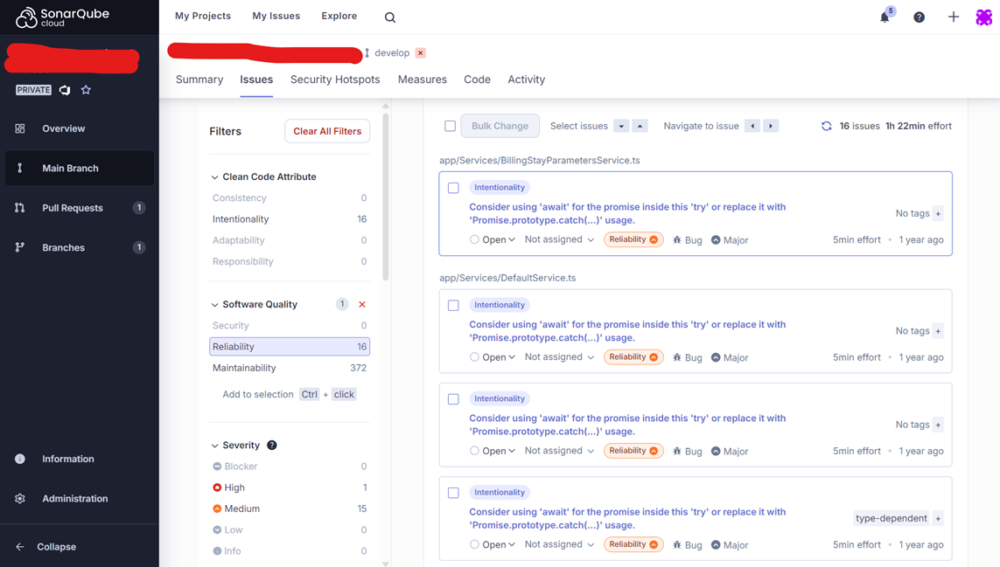 SonarQube
cloud
My Projects My Issues Explore
5
PRIVATE
Overview
Main Branch
Pull Requests 1
Branches 1
Information
Administration
Collapse
develop
Summary Issues Security Hotspots Measures Code Activity
Filters Clear All Filters
Clean Code Attribute
Consistency 0
Intentionality 16
Adaptability 0
Responsibility 0
Software Quality 1
Security 0
Reliability 16
Maintainability 372
Add to selection Ctrl + click
Severity ?
Blocker 0
High 1
Medium 15
Low 0
Info 0
Bulk Change Select issues Navigate to issue 16 issues 1h 22min effort
app/Services/BillingStayParametersService.ts
Intentionality
Consider using 'await' for the promise inside this 'try' or replace it with
'Promise.prototype.catch(...)' usage.
No tags +
Open Not assigned Reliability Bug Major 5min effort • 1 year ago
app/Services/DefaultService.ts
Intentionality
Consider using 'await' for the promise inside this 'try' or replace it with
'Promise.prototype.catch(...)' usage.
No tags +
Open Not assigned Reliability Bug Major 5min effort • 1 year ago
Intentionality
Consider using 'await' for the promise inside this 'try' or replace it with
'Promise.prototype.catch(...)' usage.
No tags +
Open Not assigned Reliability Bug Major 5min effort • 1 year ago
Intentionality
Consider using 'await' for the promise inside this 'try' or replace it with
'Promise.prototype.catch(...)' usage.
type-dependent +
Open Not assigned Reliability Bug Major 5min effort • 1 year ago